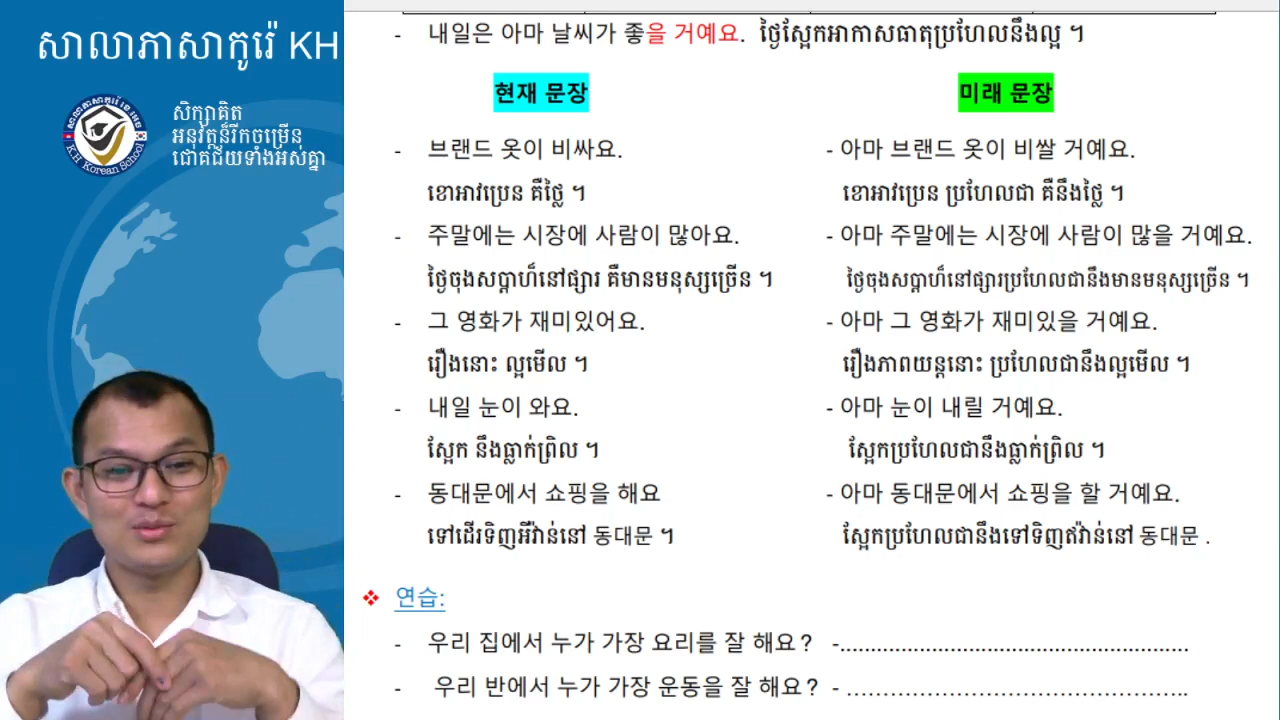 សាលាភាសាកូរ៉េ KH
សិក្សាគិត
អនុវត្តន៍រីកចម្រើន
ជោគជ័យទាំងអស់គ្នា
KH Korean School
- 내일은 아마 날씨가 좋을 거예요. ថ្ងៃស្អែកអាកាសធាតុប្រហែលនឹងល្អ ។
현재 문장 미래 문장
- 브랜드 옷이 비싸요. - 아마 브랜드 옷이 비쌀 거예요.
ខោអាវប្រេន គឺថ្លៃ ។ ខោអាវប្រេន ប្រហែលជា គឺនឹងថ្លៃ ។
- 주말에는 시장에 사람이 많아요. - 아마 주말에는 시장에 사람이 많을 거예요.
ថ្ងៃចុងសប្តាហ៍នៅផ្សារ គឺមានមនុស្សច្រើន ។ ថ្ងៃចុងសប្តាហ៍នៅផ្សារប្រហែលជានឹងមានមនុស្សច្រើន ។
- 그 영화가 재미있어요. - 아마 그 영화가 재미있을 거예요.
រឿងនោះ ល្អមើល ។ រឿងភាពយន្តនោះ ប្រហែលជានឹងល្អមើល ។
- 내일 눈이 와요. - 아마 눈이 내릴 거예요.
ស្អែក នឹងធ្លាក់ព្រិល ។ ស្អែកប្រហែលជានឹងធ្លាក់ព្រិល ។
- 동대문에서 쇼핑을 해요 - 아마 동대문에서 쇼핑을 할 거예요.
ទៅដើរទិញអីវ៉ាន់នៅ 동대문 ។ ស្អែកប្រហែលជានឹងទៅទិញឥវ៉ាន់នៅ 동대문 .
❖ 연습:
- 우리 집에서 누가 가장 요리를 잘 해요? -..........................................................
- 우리 반에서 누가 가장 운동을 잘 해요? - ……………………………………..